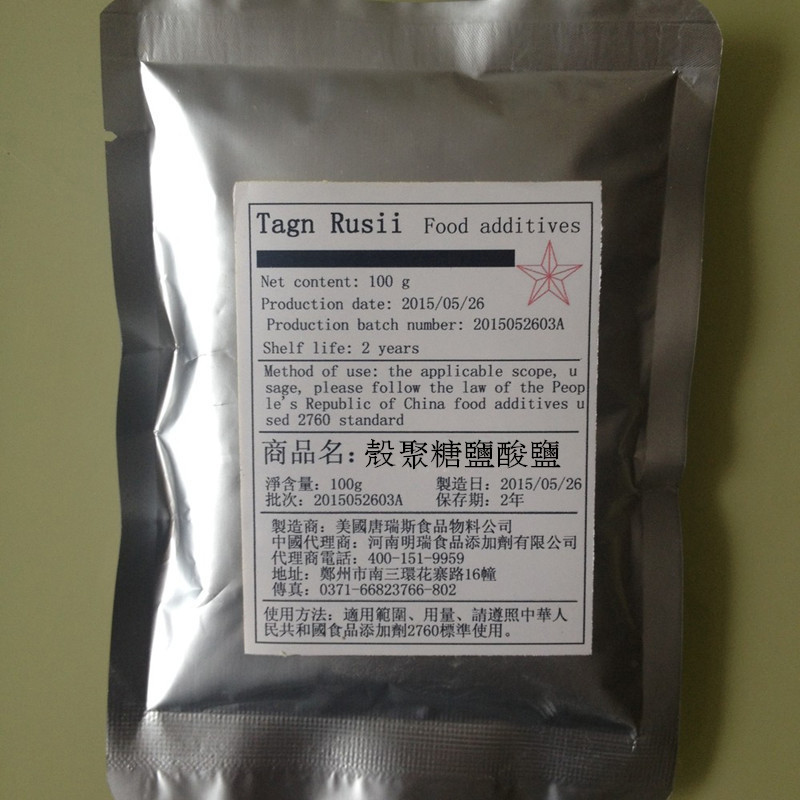 Tagn Rusii Food additives
Net content: 100 g
Production date: 2015/05/26
Production batch number: 2015052603A
Shelf life: 2 years
Method of use: the applicable scope, u
sage, please follow the law of the Peop
le's Republic of China food additives u
sed 2760 standard
商品名: 殼聚糖鹽酸鹽
淨含量: 100g 製造日: 2015/05/26
批次: 2015052603A 保存期: 2年
製造商: 美國唐瑞斯食品物料公司
中國代理商: 河南明瑞食品添加劑有限公司
代理商電話: 400-151-9959
地址: 鄭州市南三環花寨路16幢
傳真: 0371-66823766-802
使用方法: 適用範圍、用量、請遵照中華人
民共和國食品添加劑2760標準使用。